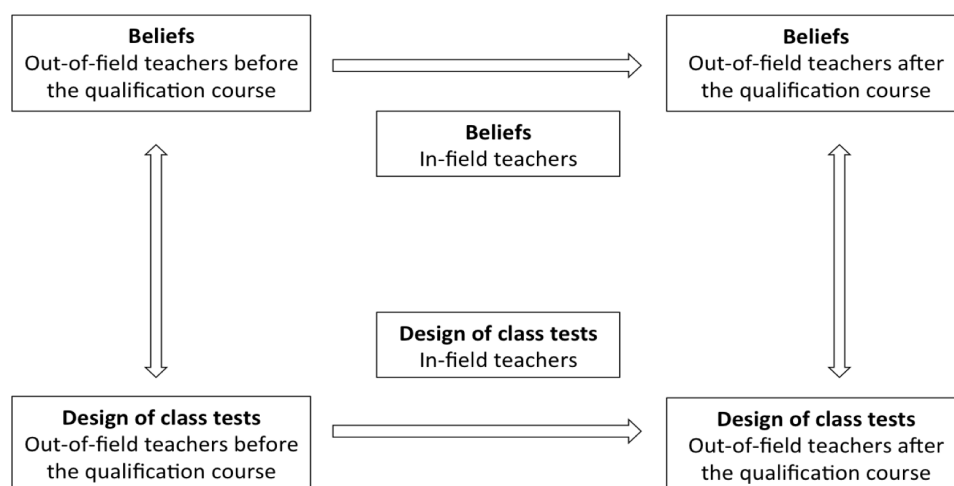 Beliefs
Out-of-field teachers before
the qualification course
Beliefs
Out-of-field teachers after
the qualification course
Beliefs
In-field teachers
Design of class tests
In-field teachers
Design of class tests
Out-of-field teachers before
the qualification course
Design of class tests
Out-of-field teachers after
the qualification course